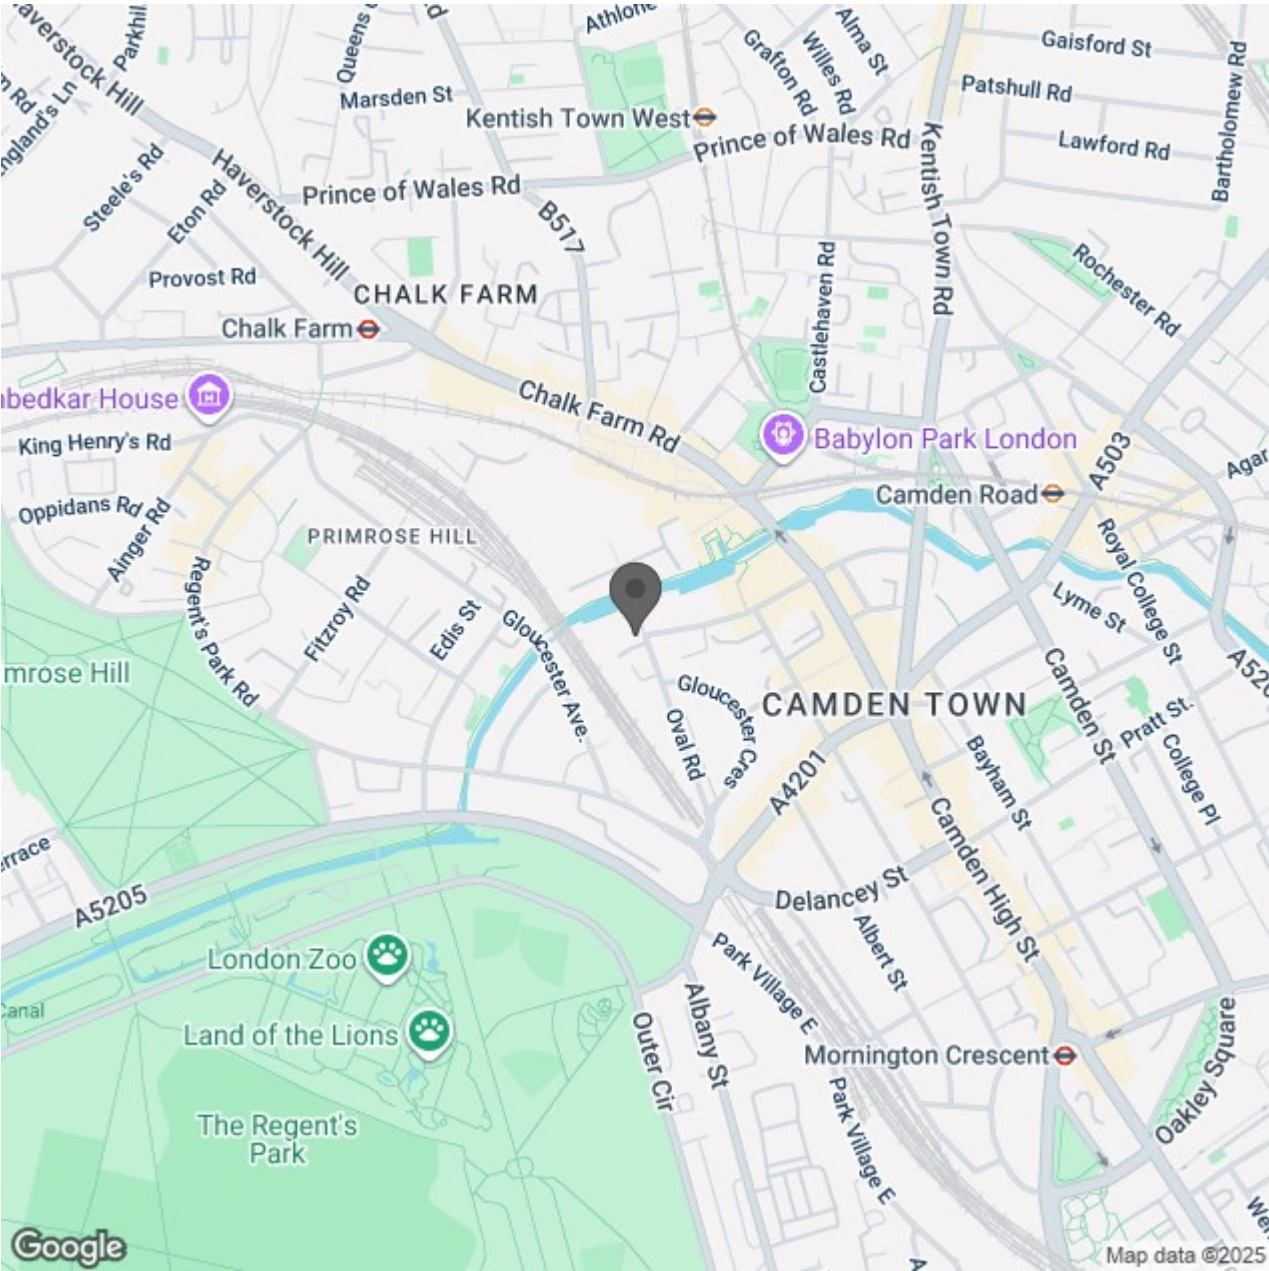 Haverstock Hill
Parkhil
Queens
Athlone
Alma St
Willes Rd
Grafton Rd
Gaisford St
Patshull Rd
Lawford Rd
Bartholomew Rd
Marsden St
Kentish Town West
Prince of Wales Rd
Kentish Town Rd
Steele's Rd
Eton Rd
Haverstock Hill
Prince of Wales Rd
B517
Provost Rd
CHALK FARM
Chalk Farm
Castlehaven Rd
Rochester Rd
bedkar House
Chalk Farm Rd
Babylon Park London
A503
Agar
King Henry's Rd
Camden Road
Oppidans Rd
Ainger Rd
PRIMROSE HILL
Regent's Park Rd
Fitzroy Rd
Edis St
Gloucester Ave.
Royal College St
Lyme St
mrose Hill
Gloucester Cres
Oval Rd
CAMDEN TOWN
Camden St
Pratt St.
A520
College Pl
Bayham St
A4201
Camden High St
errace
A5205
Delancey St
Albert St
London Zoo
Park Village E
Canal
Land of the Lions
Albany St
Outer Cir
Mornington Crescent
Oakley Square
The Regent's
Park
Park Village E
Google
Map data ©2025